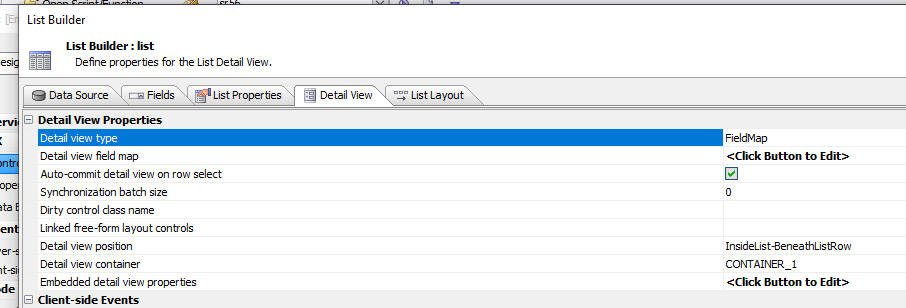 Open Script/Function
List Builder
List Builder : list
Define properties for the List Detail View.
Data Source
Fields
List Properties
Detail View
List Layout
Detail View Properties
Detail view type
FieldMap
Detail view field map
<Click Button to Edit>
Auto-commit detail view on row select
Synchronization batch size
0
Dirty control class name
Linked free-form layout controls
Detail view position
InsideList-BeneathListRow
Detail view container
CONTAINER_1
Embedded detail view properties
<Click Button to Edit>
Client-side Events